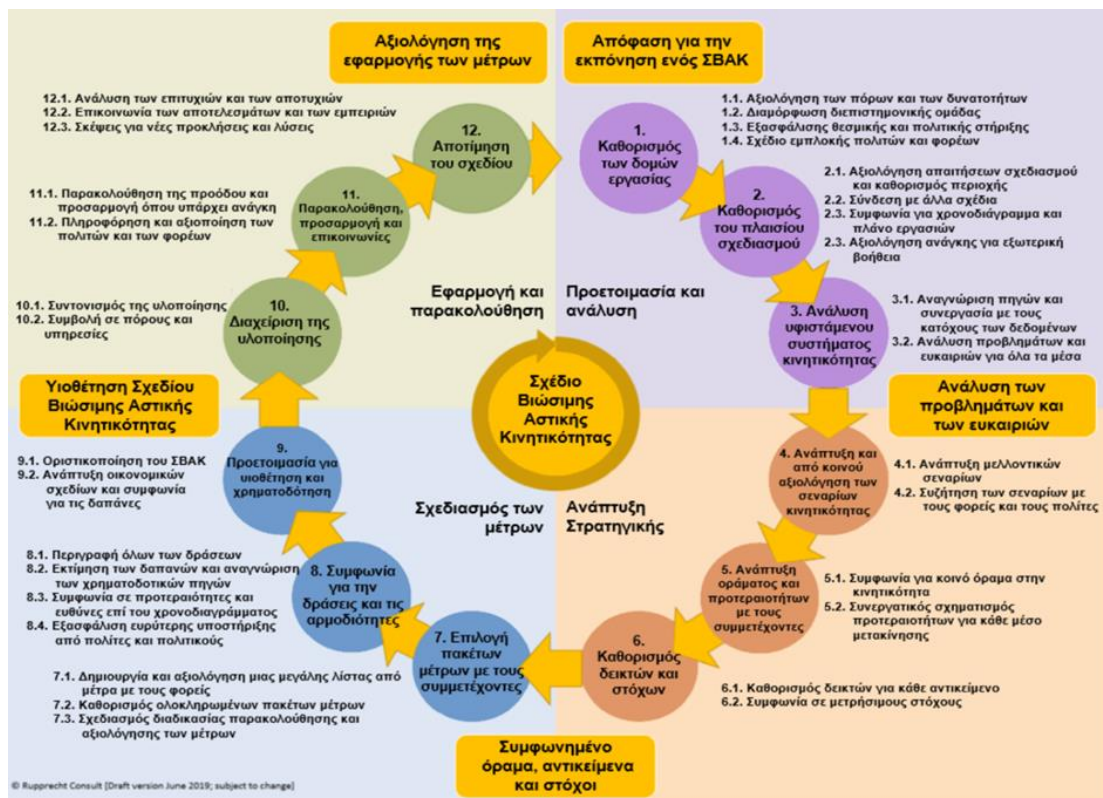 Αξιολόγηση της
εφαρμογής των μέτρων
Απόφαση για την
εκπόνηση ενός ΣΒΑΚ
12.1. Ανάλυση των επιτυχιών και των αποτυχιών
12.2. Επικοινωνία των αποτελεσμάτων και των εμπειριών
12.3. Σκέψεις για νέες προκλήσεις και λύσεις
12.
Αποτίμηση
του σχεδίου
1.
Καθορισμός
των δομών
εργασίας
1.1. Αξιολόγηση των πόρων και των δυνατοτήτων
1.2. Διαμόρφωση διεπιστημονικής ομάδας
1.3. Εξασφάλισης θεσμικής και πολιτικής στήριξης
1.4. Σχέδιο εμπλοκής πολιτών και φορέων
11.1. Παρακολούθηση της προόδου και
προσαρμογή όπου υπάρχει ανάγκη
11.2. Πληροφόρηση και αξιοποίηση των
πολιτών και των φορέων
11.
Παρακολούθηση,
προσαρμογή και
επικοινωνίες
2.
Καθορισμός
του πλαισίου
σχεδιασμού
2.1. Αξιολόγηση απαιτήσεων σχεδιασμού
και καθορισμός περιοχής
2.2. Σύνδεση με άλλα σχέδια
2.3. Συμφωνία για χρονοδιάγραμμα και
πλάνο εργασιών
2.3. Αξιολόγηση ανάγκης για εξωτερική
βοήθεια
10.1. Συντονισμός της υλοποίησης
10.2. Συμβολή σε πόρους και
υπηρεσίες
10.
Διαχείριση της
υλοποίησης
Εφαρμογή και
παρακολούθηση
Προετοιμασία και
ανάλυση
3. Ανάλυση
υφιστάμενου
συστήματος
κινητικότητας
3.1. Αναγνώριση πηγών και
συνεργασία με τους
κατόχους των δεδομένων
3.2. Ανάλυση προβλημάτων και
ευκαιριών για όλα τα μέσα
Υιοθέτηση Σχεδίου
Βιώσιμης Αστικής
Κινητικότητας
Σχέδιο
Βιώσιμης
Αστικής
Κινητικότητας
Ανάλυση των
προβλημάτων και
των ευκαιριών
9.1. Οριστικοποίηση του ΣΒΑΚ
9.2. Ανάπτυξη οικονομικών
σχεδίων και συμφωνία
για τις δαπάνες
9.
Προετοιμασία για
υιοθέτηση και
χρηματοδότηση
Σχεδιασμός των
μέτρων
Ανάπτυξη
Στρατηγικής
4. Ανάπτυξη και
από κοινού
αξιολόγηση των
σεναρίων
κινητικότητας
4.1. Ανάπτυξη μελλοντικών
σεναρίων
4.2. Συζήτηση των σεναρίων με
τους φορείς και τους πολίτες
8.1. Περιγραφή όλων των δράσεων
8.2. Εκτίμηση των δαπανών και αναγνώριση
των χρηματοδοτικών πηγών
8.3. Συμφωνία σε προτεραιότητες και
ευθύνες επί του χρονοδιαγράμματος
8.4. Εξασφάλιση ευρύτερης υποστήριξης
από πολίτες και πολιτικούς
8. Συμφωνία
για την
δράσεις και τις
αρμοδιότητες
5. Ανάπτυξη
οράματος και
προτεραιοτήτων
με τους
συμμετέχοντες
5.1. Συμφωνία για κοινό όραμα στην
κινητικότητα
5.2. Συνεργατικός σχηματισμός
προτεραιοτήτων για κάθε μέσο
μετακίνησης
7. Επιλογή
πακέτων
μέτρων με τους
συμμετέχοντες
6.
Καθορισμός
δεικτών και
στόχων
7.1. Δημιουργία και αξιολόγηση μιας μεγάλης λίστας από
μέτρα με τους φορείς
7.2. Καθορισμός ολοκληρωμένων πακέτων μέτρων
7.3. Σχεδιασμός διαδικασίας παρακολούθησης και
αξιολόγησης των μέτρων
6.1. Καθορισμός δεικτών για κάθε αντικείμενο
6.2. Συμφωνία σε μετρήσιμους στόχους
Συμφωνημένο
όραμα, αντικείμενα
και στόχοι
© Rupprecht Consult [Draft version June 2019; subject to change]